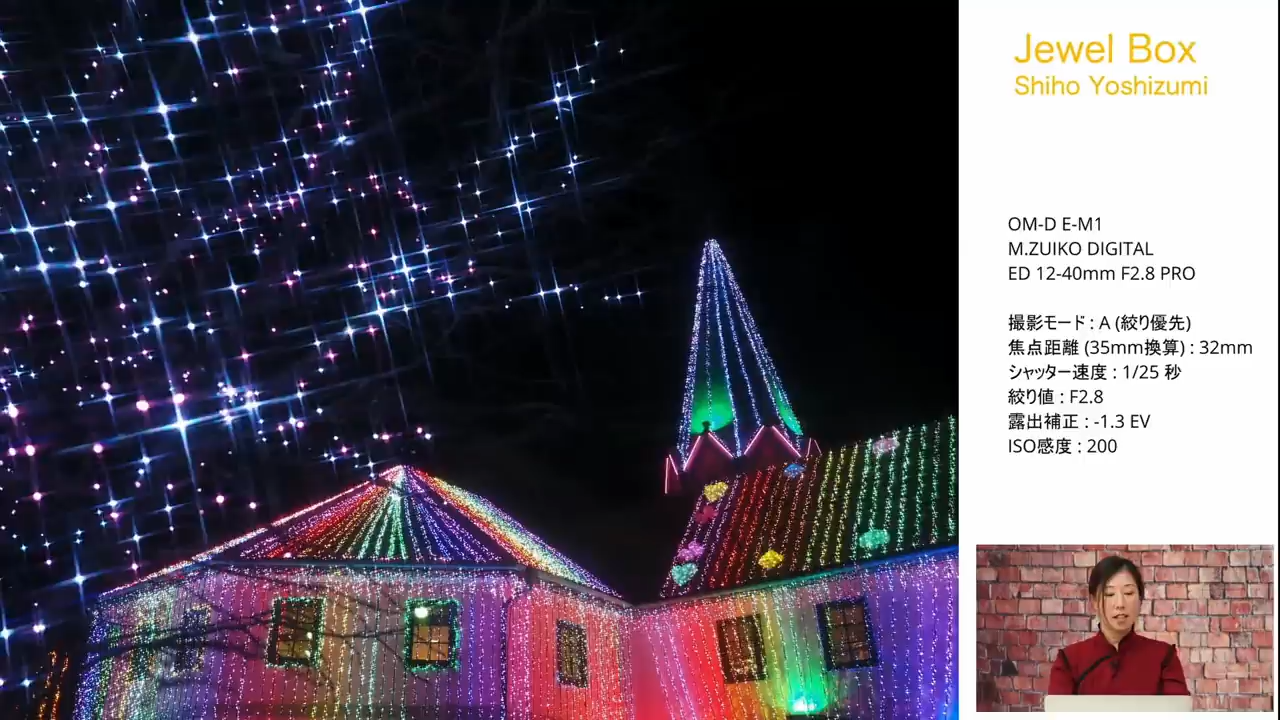 Jewel Box
Shiho Yoshizumi
OM-D E-M1
M.ZUIKO DIGITAL
ED 12-40mm F2.8 PRO
撮影モード : A (絞り優先)
焦点距離 (35mm換算) : 32mm
シャッター速度 : 1/25 秒
絞り値 : F2.8
露出補正 : -1.3 EV
ISO感度 : 200